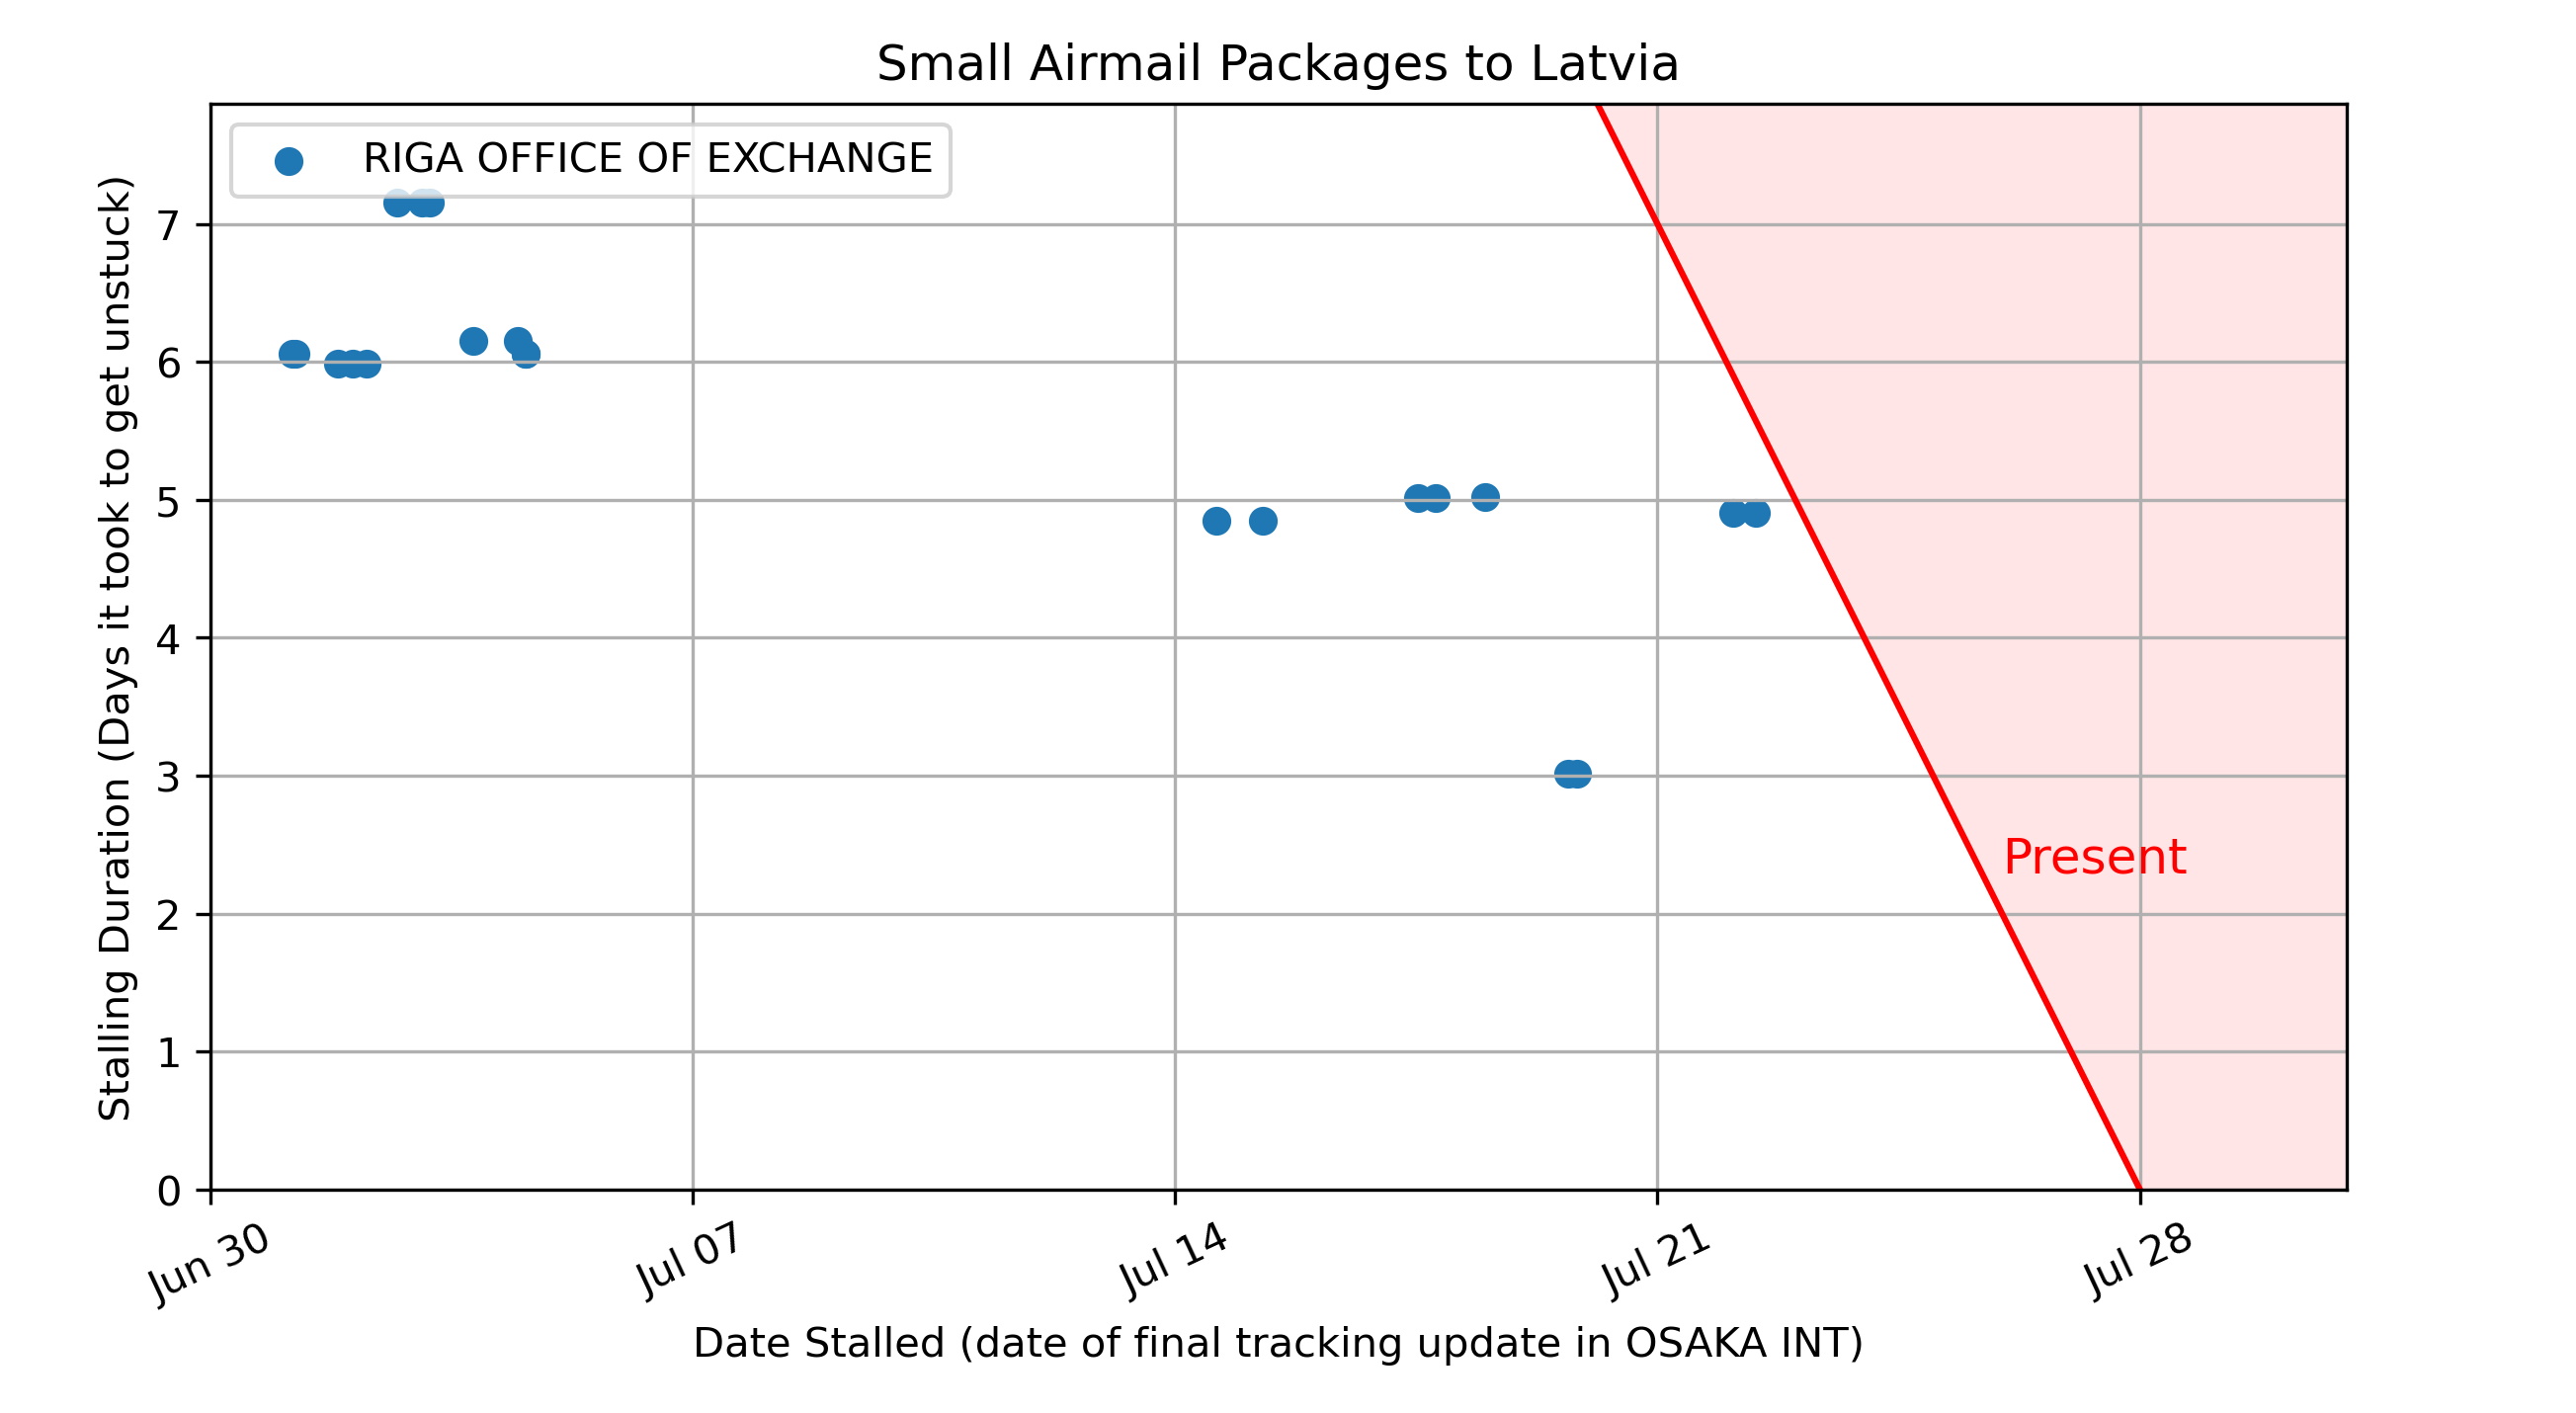 Small Airmail Packages to Latvia
RIGA OFFICE OF EXCHANGE
Stalling Duration (Days it took to get unstuck)
7
6
5
4
3
2
1
0
Present
Jun 30
Jul 07
Jul 14
Jul 21
Jul 28
Date Stalled (date of final tracking update in OSAKA INT)